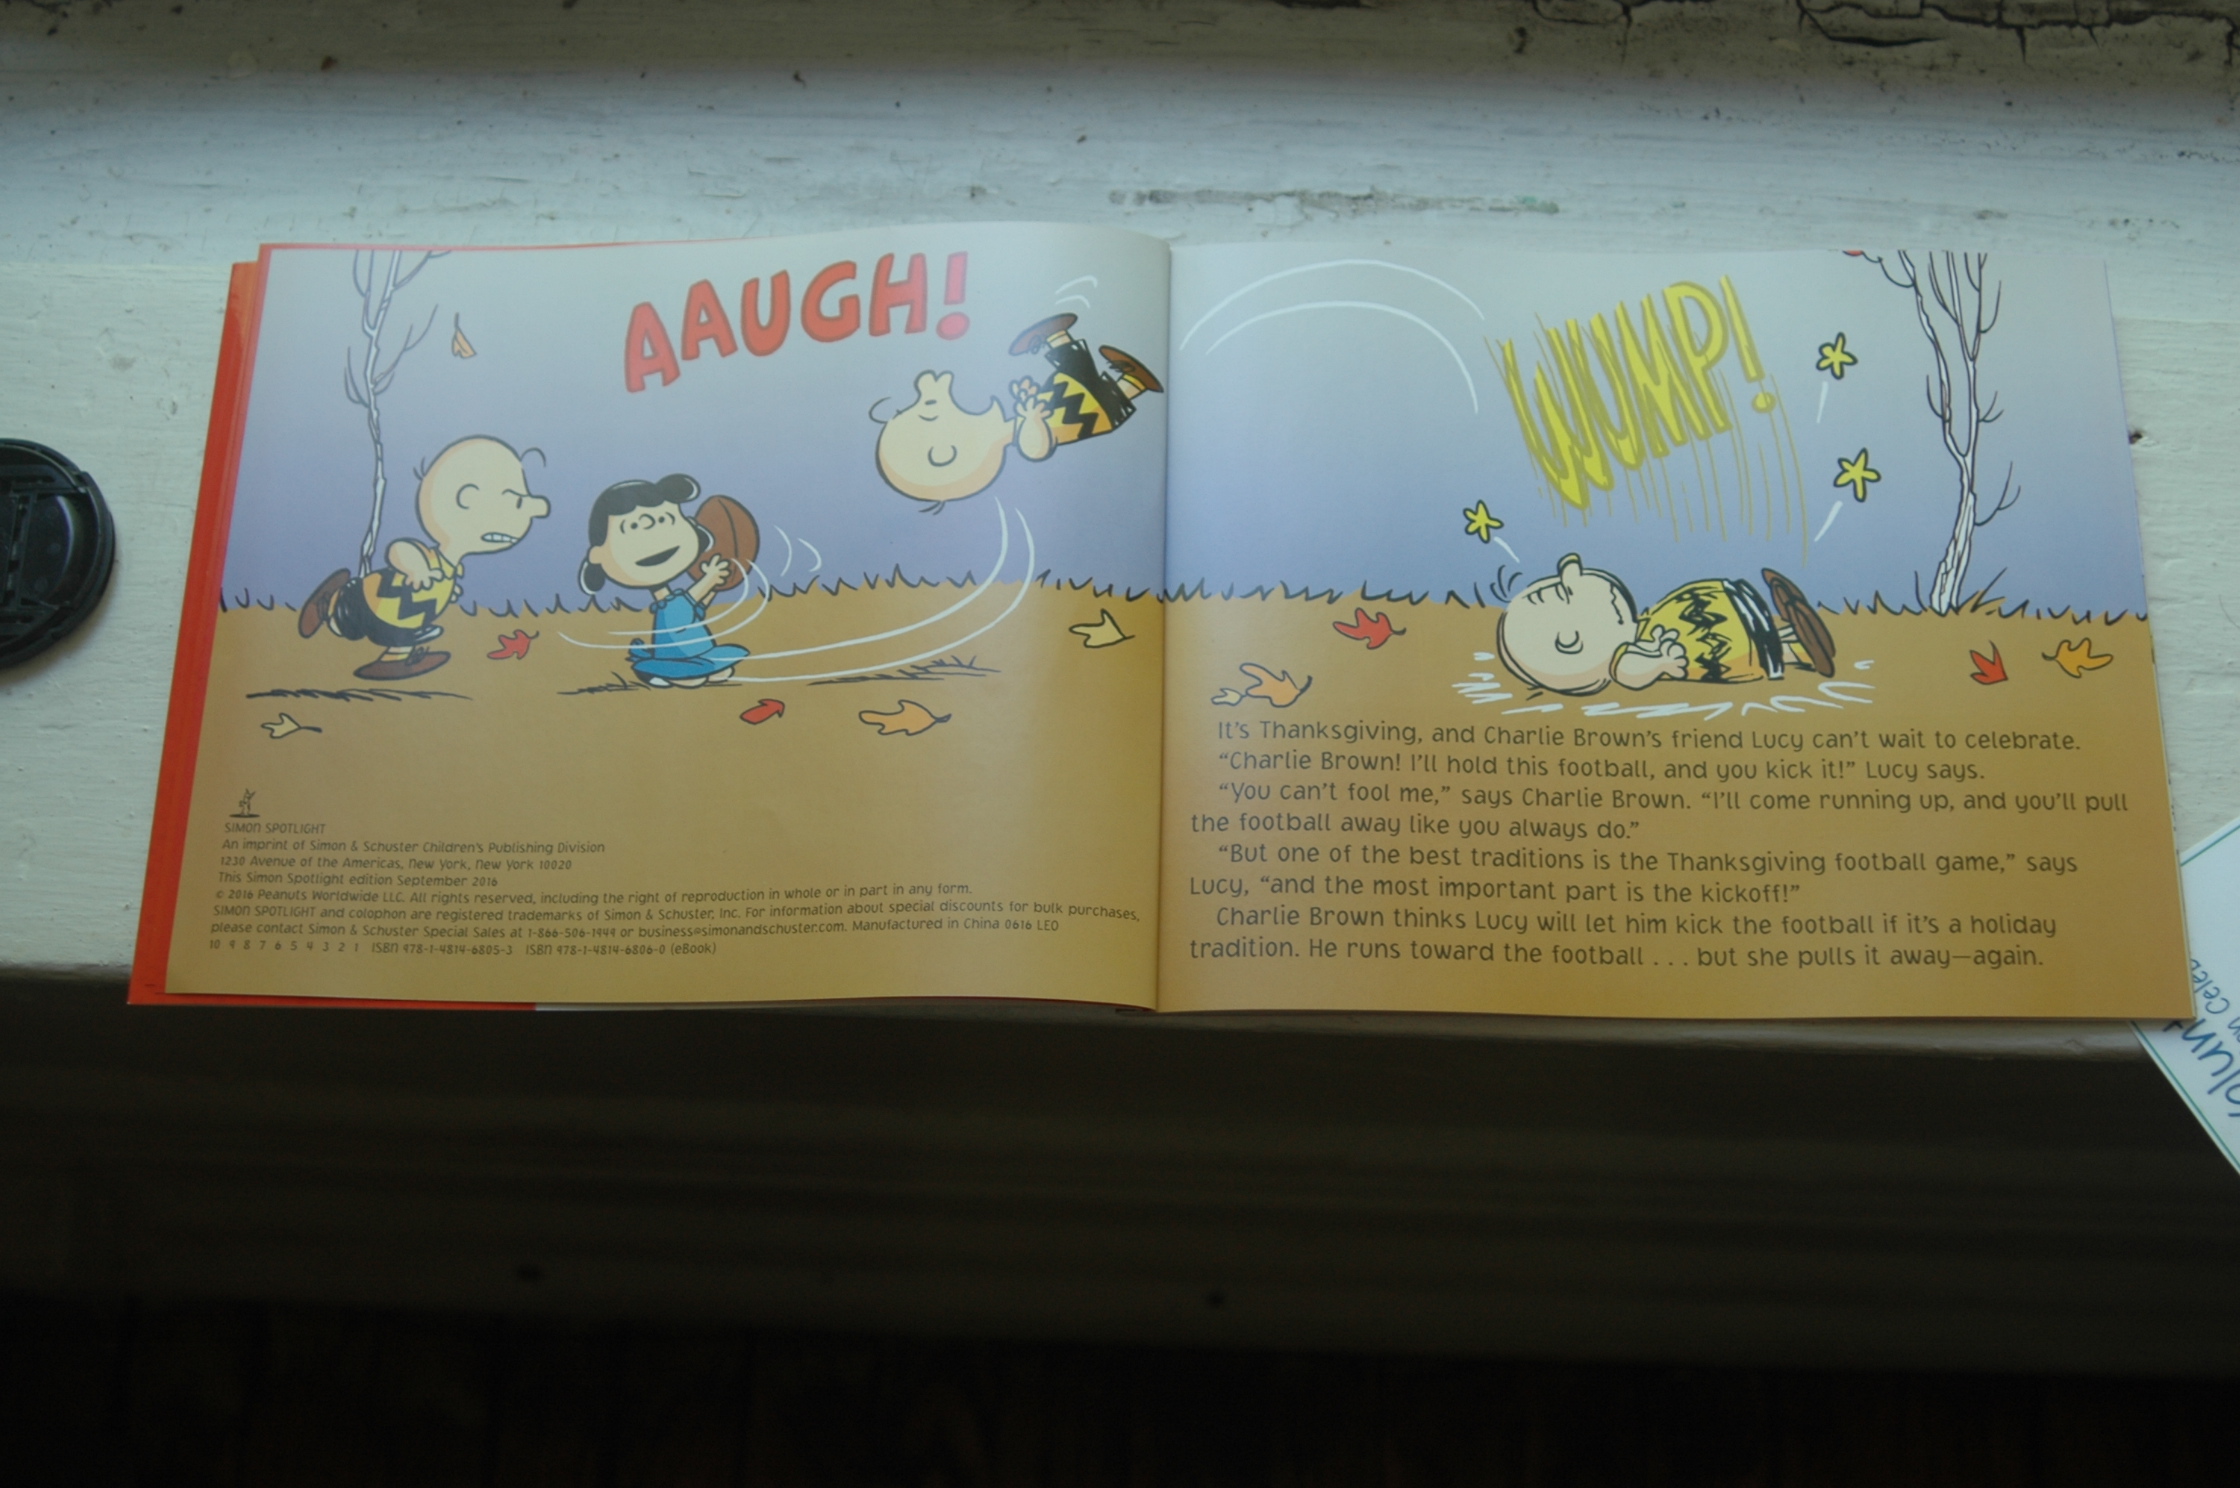 AAUGH!
SIMON SPOTLIGHT
An imprint of Simon & Schuster Children's Publishing Division
1230 Avenue of the Americas, New York, New York 10020
This Simon Spotlight edition September 2016
© 2016 Peanuts Worldwide LLC. All rights reserved, including the right of reproduction in whole or in part in any form.
SIMON SPOTLIGHT and colophon are registered trademarks of Simon & Schuster, Inc. For information about special discounts for bulk purchases,
please contact Simon & Schuster Special Sales at 1-866-506-1949 or business@simonandschuster.com. Manufactured in China 0616 LEO
10 9 8 7 6 5 4 3 2 1 ISBN 978-1-4814-6805-3 ISBN 978-1-4814-6806-0 (eBook)
WUMP!
It's Thanksgiving, and Charlie Brown's friend Lucy can't wait to celebrate.
"Charlie Brown! I'll hold this football, and you kick it!" Lucy says.
"You can't fool me," says Charlie Brown. "I'll come running up, and you'll pull
the football away like you always do."
"But one of the best traditions is the Thanksgiving football game," says
Lucy, "and the most important part is the kickoff!"
Charlie Brown thinks Lucy will let him kick the football if it's a holiday
tradition. He runs toward the football . . . but she pulls it away—again.